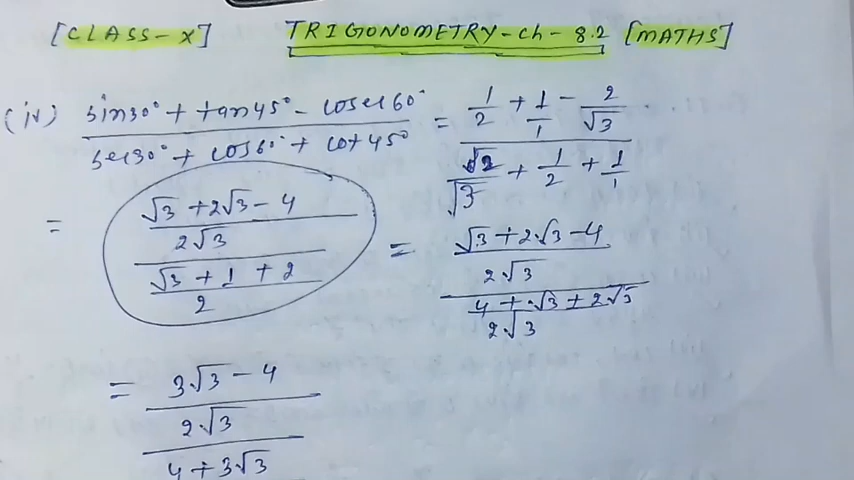 [CLASS-X] TRIGONOMETRY-Ch-8.2 [MATHS]
(iv) (sin30° + tan45° - cosec60°) / (sec30° + cos60° + cot45°) = (1/2 + 1/1 - 2/√3) / (2/√3 + 1/2 + 1/1)
= ((√3 + 2√3 - 4) / 2√3) / ((√3 + 1 + 2) / 2) = ((√3 + 2√3 - 4) / 2√3) / ((4 + √3 + 2√3) / 2√3)
= ((3√3 - 4) / 2√3) / (4 + 3√3)